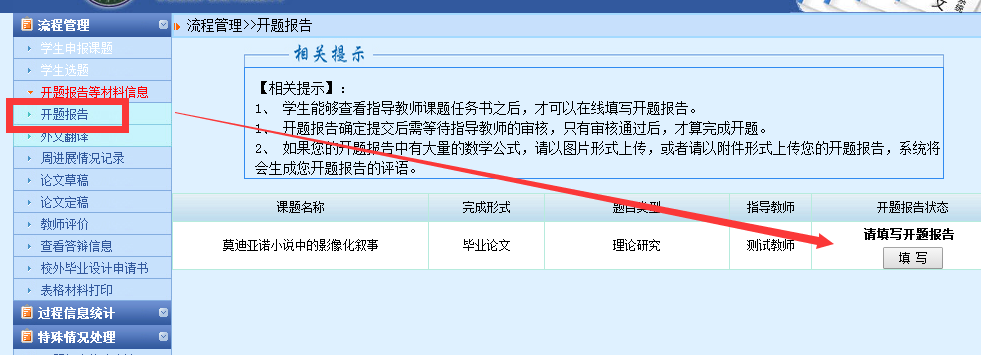 流程管理
学生申报课题
学生选题
开题报告等材料信息
开题报告
外文翻译
周进展情况记录
论文草稿
论文定稿
教师评价
查看答辩信息
校外毕业设计申请书
表格材料打印
过程信息统计
特殊情况处理
流程管理>>开题报告
相关提示
【相关提示】:
1、 学生能够查看指导教师课题任务书之后，才可以在线填写开题报告。
1、 开题报告确定提交后需等待指导教师的审核，只有审核通过后，才算完成开题。
2、 如果您的开题报告中有大量的数学公式，请以图片形式上传，或者请以附件形式上传您的开题报告，系统将
会生成您开题报告的评语。
课题名称 完成形式 题目类型 指导教师 开题报告状态
莫迪亚诺小说中的影像化叙事 毕业论文 理论研究 测试教师 请填写开题报告
填 写